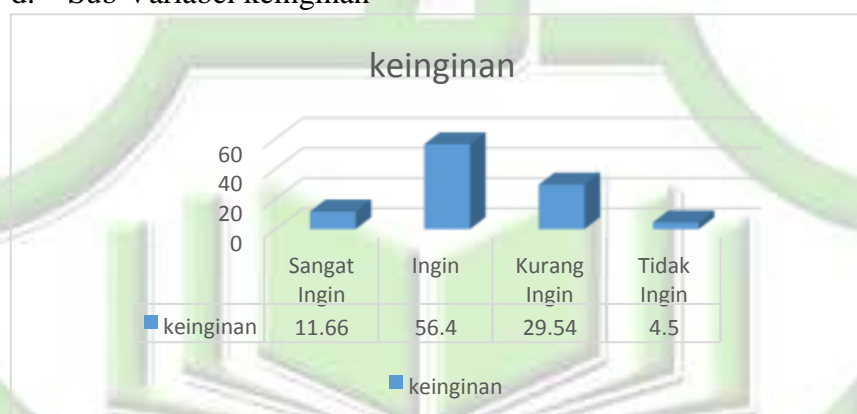 d. Sub Variabel keinginan
keinginan
60
40
20
0
Sangat Ingin
Ingin
Kurang Ingin
Tidak Ingin
keinginan 11.66 56.4 29.54 4.5
keinginan